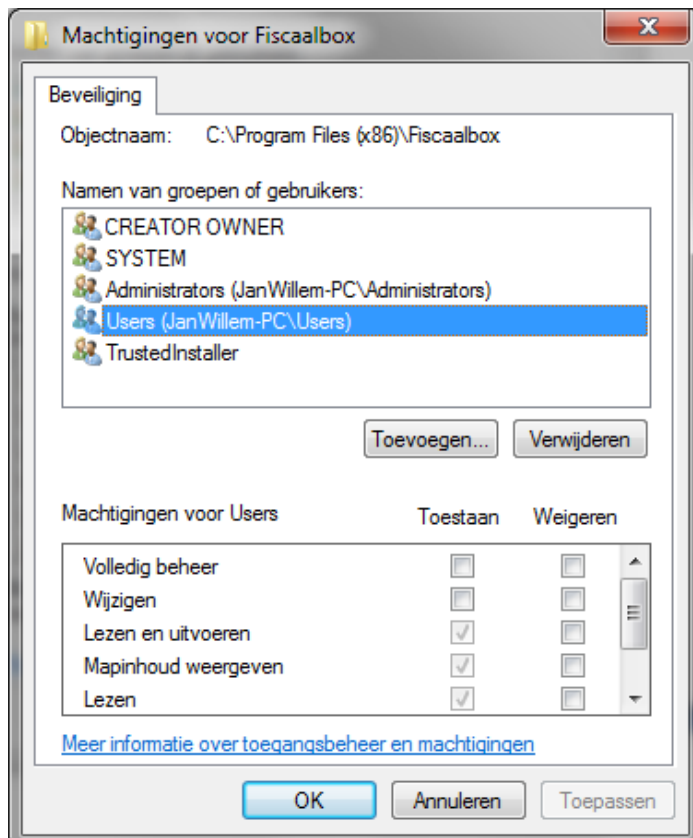 Machtigingen voor Fiscaalbox
Beveiliging
Objectnaam: C:\Program Files (x86)\Fiscaalbox
Namen van groepen of gebruikers:
CREATOR OWNER
SYSTEM
Administrators (JanWillem-PC\Administrators)
Users (JanWillem-PC\Users)
TrustedInstaller
Toevoegen... Verwijderen
Machtigingen voor Users Toestaan Weigeren
Volledig beheer
Wijzigen
Lezen en uitvoeren
Mapinhoud weergeven
Lezen
Meer informatie over toegangsbeheer en machtigingen
OK Annuleren Toepassen